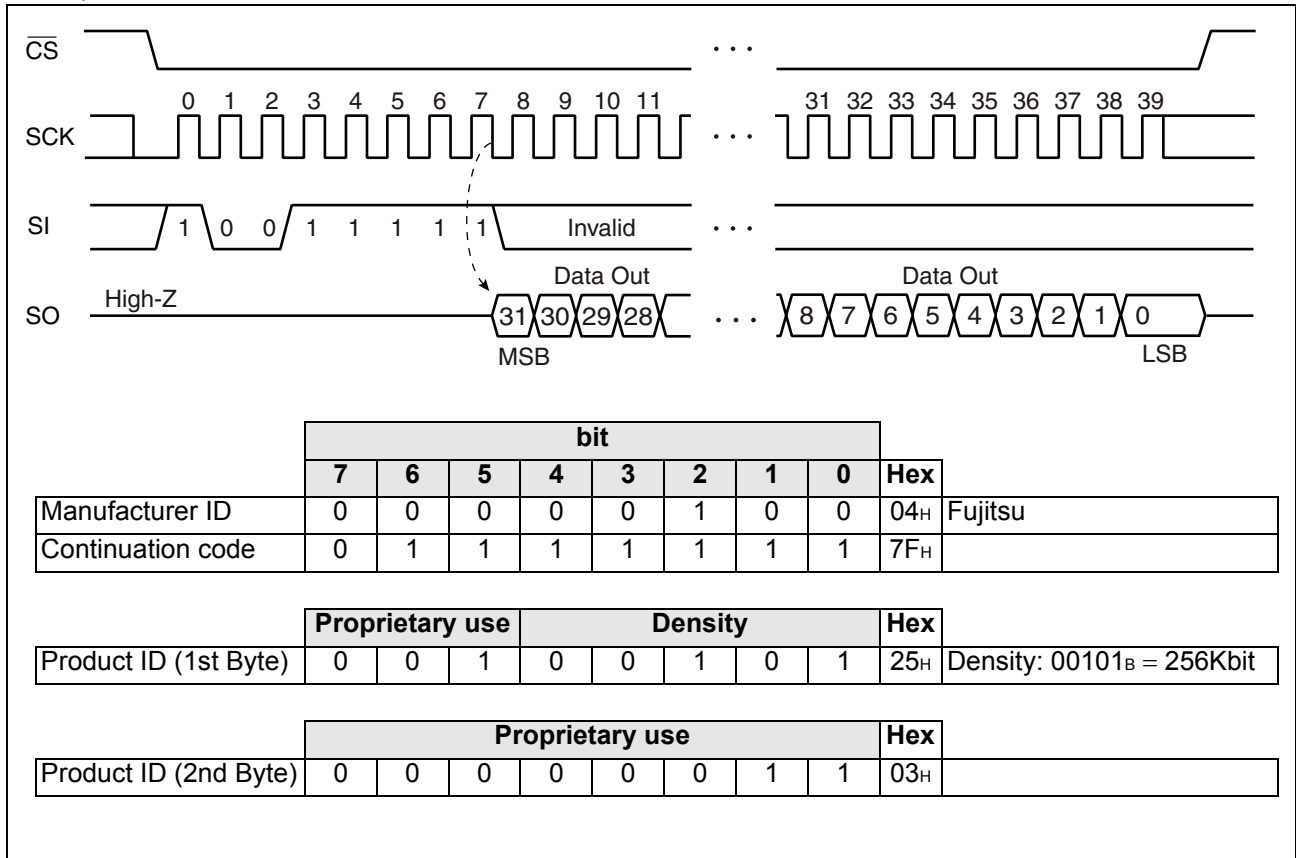 CS
0 1 2 3 4 5 6 7 8 9 10 11 31 32 33 34 35 36 37 38 39
SCK
SI 1 0 0 1 1 1 1 1 Invalid
Data Out Data Out
High-Z
SO 31 30 29 28 8 7 6 5 4 3 2 1 0
MSB LSB
bit
7 6 5 4 3 2 1 0 Hex
Manufacturer ID 0 0 0 0 0 1 0 0 04H Fujitsu
Continuation code 0 1 1 1 1 1 1 1 7FH
Proprietary use Density Hex
Product ID (1st Byte) 0 0 1 0 0 1 0 1 25H Density: 00101B = 256Kbit
Proprietary use Hex
Product ID (2nd Byte) 0 0 0 0 0 0 1 1 03H